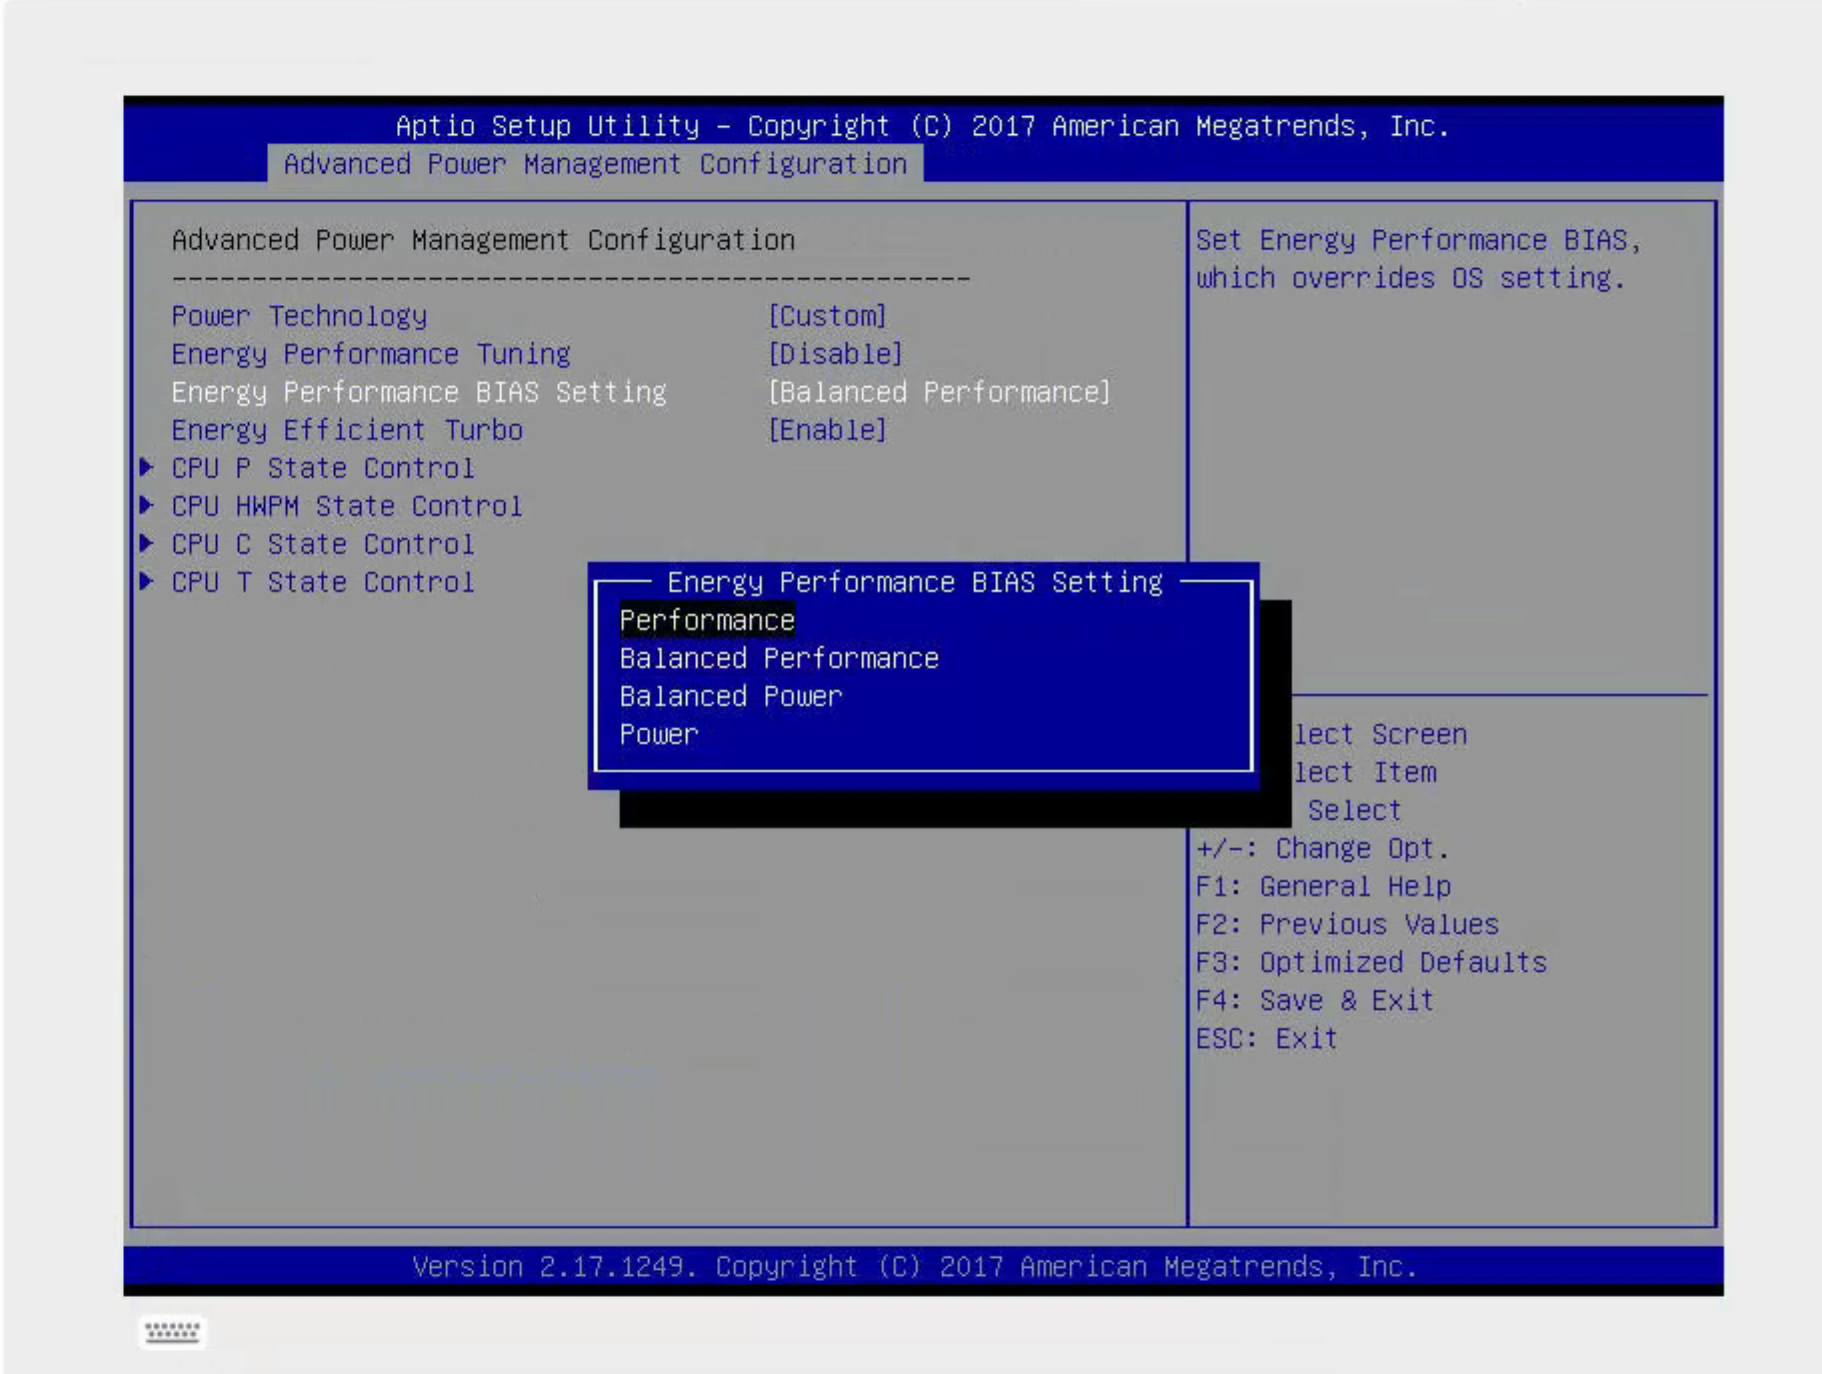 Aptio Setup Utility – Copyright (C) 2017 American Megatrends, Inc.
Advanced Power Management Configuration
Advanced Power Management Configuration
--------------------------------------------------
Power Technology [Custom]
Energy Performance Tuning [Disable]
Energy Performance BIAS Setting [Balanced Performance]
Energy Efficient Turbo [Enable]
CPU P State Control
CPU HWPM State Control
CPU C State Control
CPU T State Control
Energy Performance BIAS Setting
Performance
Balanced Performance
Balanced Power
Power
Set Energy Performance BIAS,
which overrides OS setting.
lect Screen
lect Item
Select
+/-: Change Opt.
F1: General Help
F2: Previous Values
F3: Optimized Defaults
F4: Save & Exit
ESC: Exit
Version 2.17.1249. Copyright (C) 2017 American Megatrends, Inc.